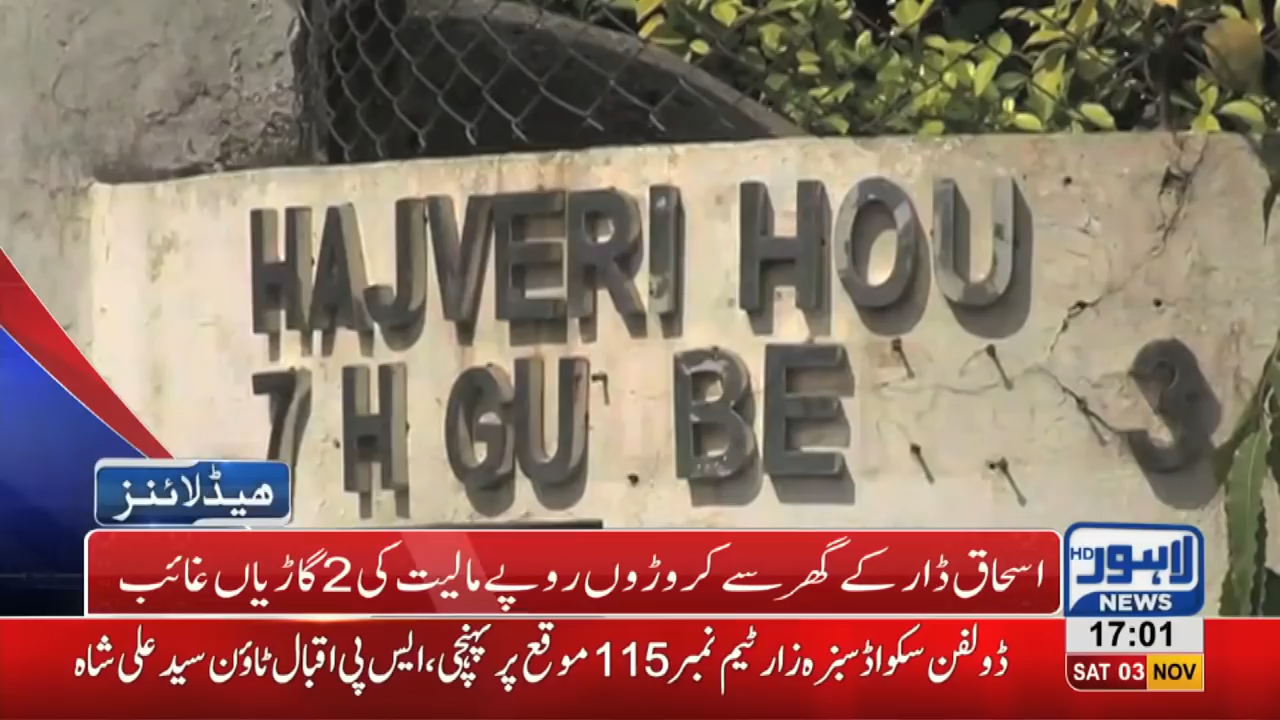 HAJVERI HOU
7 H GU BE 3
ھیڈلائنز
اسحاق ڈار کے گھر سے کروڑوں روپے مالیت کی 2 گاڑیاں غائب
HD لاہور
NEWS
17:01
SAT 03 NOV
ڈولفن سکواڈ سبزہ زار ٹیم نمبر 115 موقع پر پہنچی، ایس پی اقبال ٹاؤن سید علی شاہ